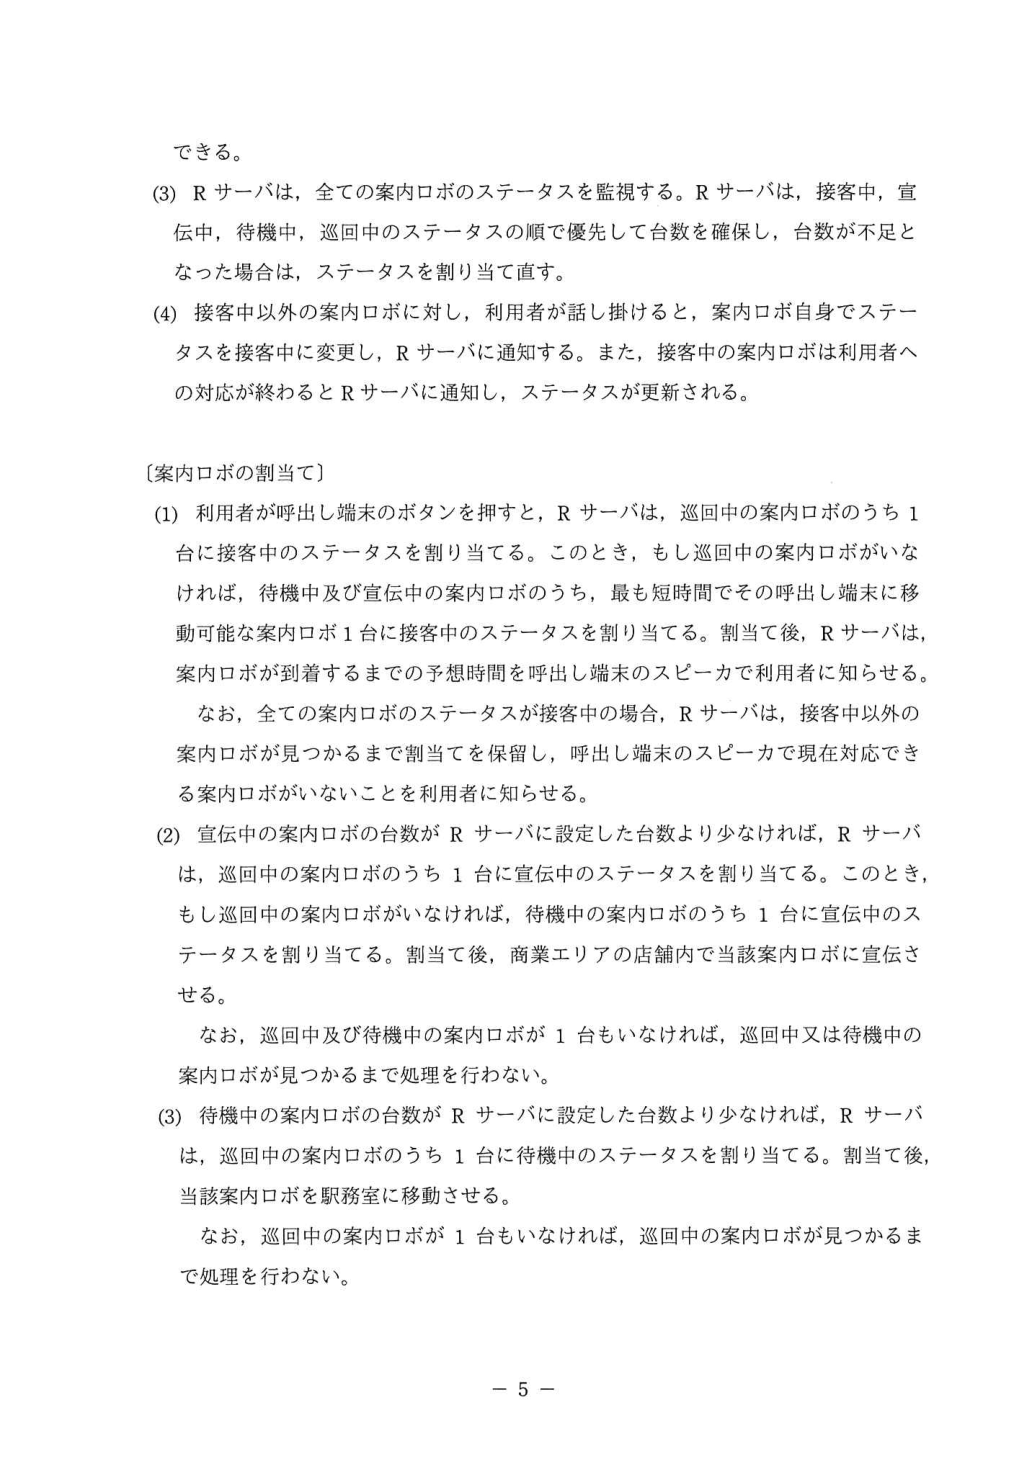 できる。
(3) R サーバは，全ての案内ロボのステータスを監視する。R サーバは，接客中，宣
伝中，待機中，巡回中のステータスの順で優先して台数を確保し，台数が不足と
なった場合は，ステータスを割り当て直す。
(4) 接客中以外の案内ロボに対し，利用者が話し掛けると，案内ロボ自身でステー
タスを接客中に変更し，R サーバに通知する。また，接客中の案内ロボは利用者へ
の対応が終わると R サーバに通知し，ステータスが更新される。
〔案内ロボの割当て〕
(1) 利用者が呼出し端末のボタンを押すと，R サーバは，巡回中の案内ロボのうち 1
台に接客中のステータスを割り当てる。このとき，もし巡回中の案内ロボがいな
ければ，待機中及び宣伝中の案内ロボのうち，最も短時間でその呼出し端末に移
動可能な案内ロボ 1 台に接客中のステータスを割り当てる。割当て後，R サーバは，
案内ロボが到着するまでの予想時間を呼出し端末のスピーカで利用者に知らせる。
なお，全ての案内ロボのステータスが接客中の場合，R サーバは，接客中以外の
案内ロボが見つかるまで割当てを保留し，呼出し端末のスピーカで現在対応でき
る案内ロボがいないことを利用者に知らせる。
(2) 宣伝中の案内ロボの台数が R サーバに設定した台数より少なければ，R サーバ
は，巡回中の案内ロボのうち 1 台に宣伝中のステータスを割り当てる。このとき，
もし巡回中の案内ロボがいなければ，待機中の案内ロボのうち 1 台に宣伝中のス
テータスを割り当てる。割当て後，商業エリアの店舗内で当該案内ロボに宣伝さ
せる。
なお，巡回中及び待機中の案内ロボが 1 台もいなければ，巡回中又は待機中の
案内ロボが見つかるまで処理を行わない。
(3) 待機中の案内ロボの台数が R サーバに設定した台数より少なければ，R サーバ
は，巡回中の案内ロボのうち 1 台に待機中のステータスを割り当てる。割当て後，
当該案内ロボを駅務室に移動させる。
なお，巡回中の案内ロボが 1 台もいなければ，巡回中の案内ロボが見つかるま
で処理を行わない。
－ 5 －